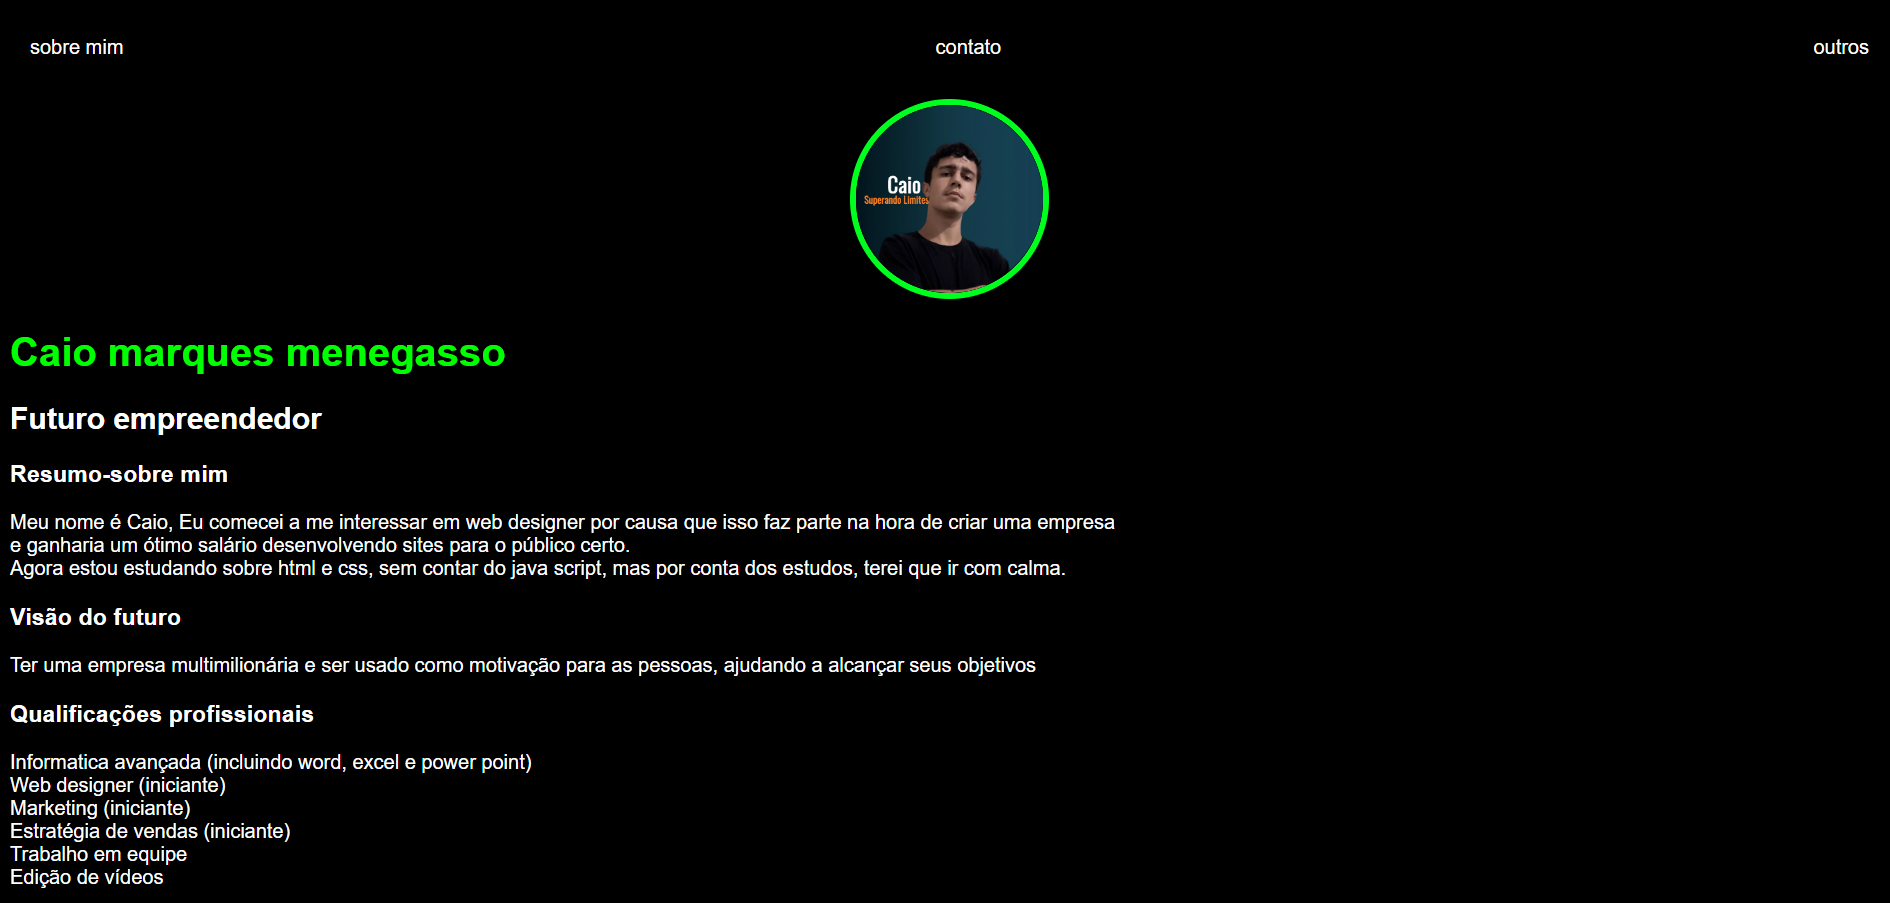 sobre mim contato outros
Caio
Superando Limites
Caio marques menegasso
Futuro empreendedor
Resumo-sobre mim
Meu nome é Caio, Eu comecei a me interessar em web designer por causa que isso faz parte na hora de criar uma empresa
e ganharia um ótimo salário desenvolvendo sites para o público certo.
Agora estou estudando sobre html e css, sem contar do java script, mas por conta dos estudos, terei que ir com calma.
Visão do futuro
Ter uma empresa multimilionária e ser usado como motivação para as pessoas, ajudando a alcançar seus objetivos
Qualificações profissionais
Informatica avançada (incluindo word, excel e power point)
Web designer (iniciante)
Marketing (iniciante)
Estratégia de vendas (iniciante)
Trabalho em equipe
Edição de vídeos